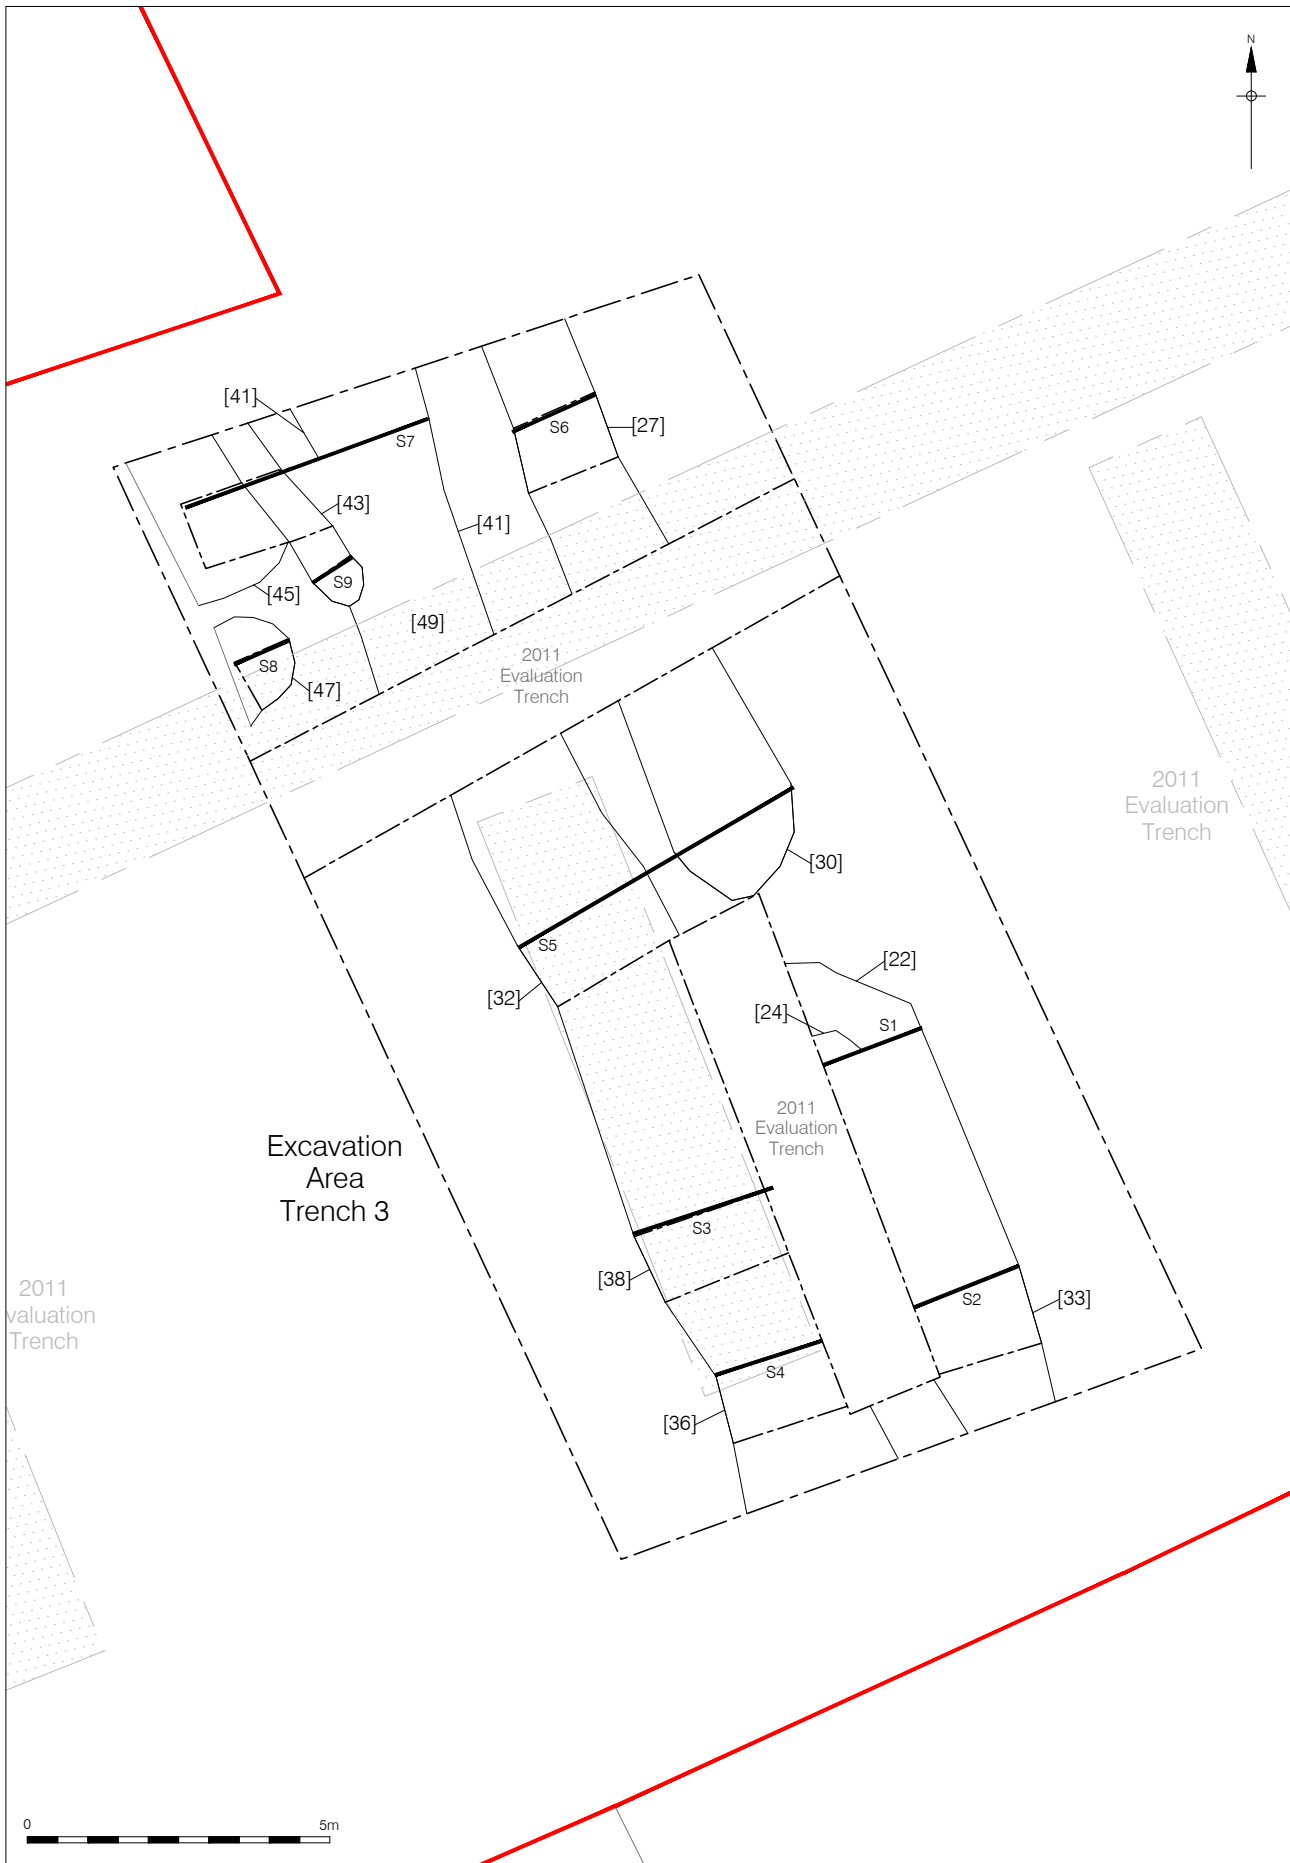 N
[41]
S7
S6
[27]
[43]
[41]
S9
[45]
[49]
S8
[47]
2011
Evaluation
Trench
2011
Evaluation
Trench
[30]
S5
[22]
[32]
[24]
S1
2011
Evaluation
Trench
Excavation
Area
Trench 3
S3
[38]
2011
valuation
Trench
S2
[33]
S4
[36]
0
5m